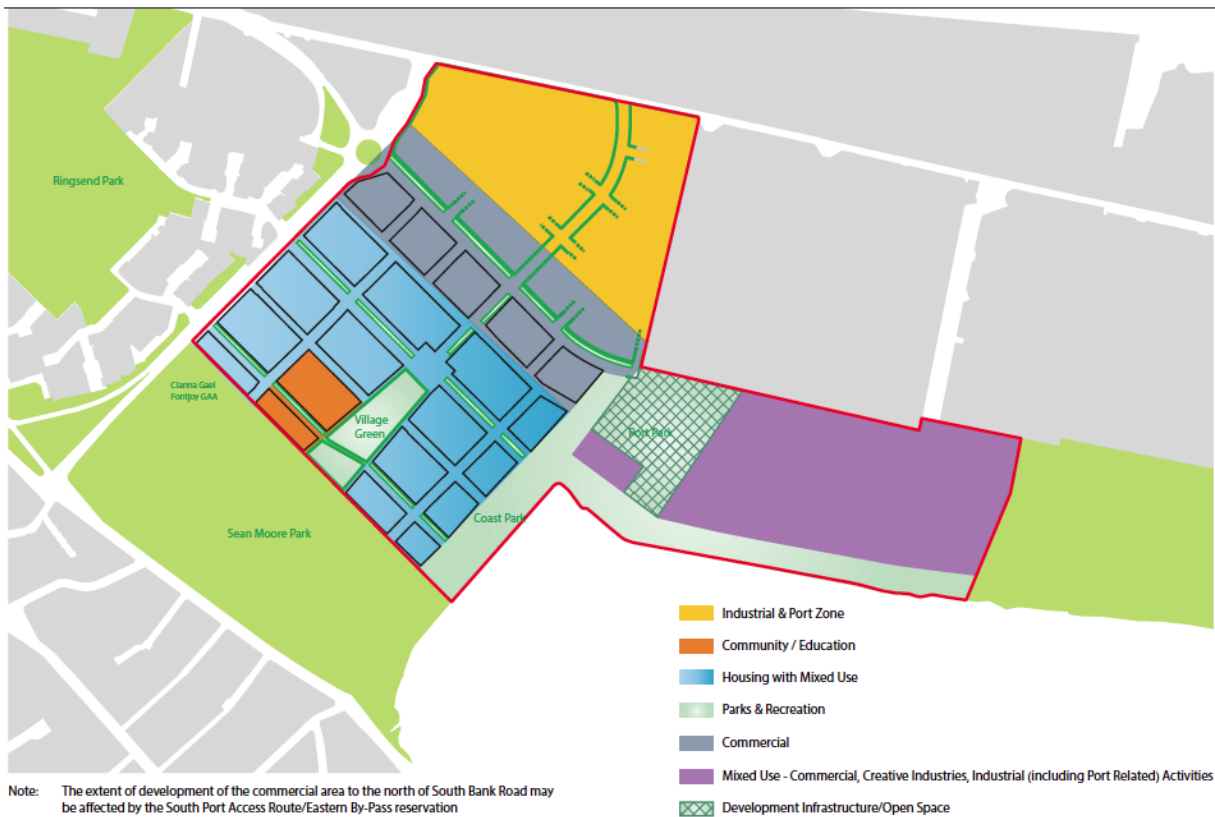 Ringsend Park
Clanna Gael
Fontjoy GAA
Village
Green
Port Park
Coast Park
Sean Moore Park
Industrial & Port Zone
Community / Education
Housing with Mixed Use
Parks & Recreation
Commercial
Mixed Use - Commercial, Creative Industries, Industrial (including Port Related) Activities
Development Infrastructure/Open Space
Note: The extent of development of the commercial area to the north of South Bank Road may
be affected by the South Port Access Route/Eastern By-Pass reservation